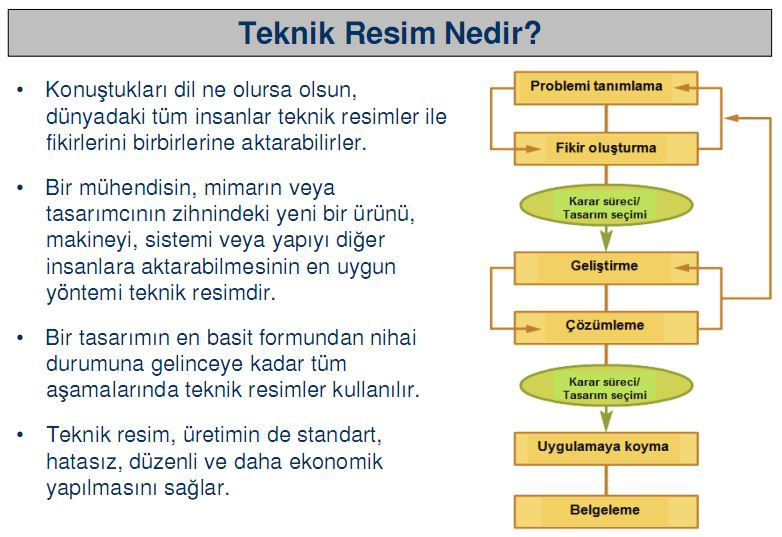 Teknik Resim Nedir?
• Konuştukları dil ne olursa olsun,
dünyadaki tüm insanlar teknik resimler ile
fikirlerini birbirlerine aktarabilirler.
• Bir mühendisin, mimarın veya
tasarımcının zihnindeki yeni bir ürünü,
makineyi, sistemi veya yapıyı diğer
insanlara aktarabilmesinin en uygun
yöntemi teknik resimdir.
• Bir tasarımın en basit formundan nihai
durumuna gelinceye kadar tüm
aşamalarında teknik resimler kullanılır.
• Teknik resim, üretimin de standart,
hatasız, düzenli ve daha ekonomik
yapılmasını sağlar.
Problemi tanımlama
Fikir oluşturma
Karar süreci/
Tasarım seçimi
Geliştirme
Çözümleme
Karar süreci/
Tasarım seçimi
Uygulamaya koyma
Belgeleme